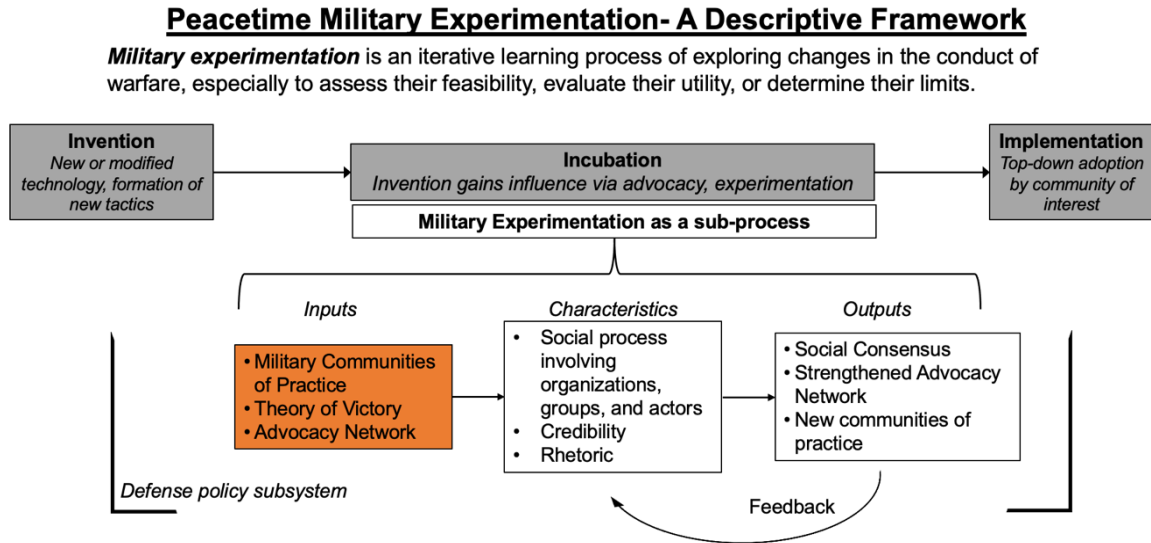 Peacetime Military Experimentation- A Descriptive Framework
Military experimentation is an iterative learning process of exploring changes in the conduct of
warfare, especially to assess their feasibility, evaluate their utility, or determine their limits.
Invention
New or modified
technology, formation of
new tactics
Incubation
Invention gains influence via advocacy, experimentation
Implementation
Top-down adoption
by community of
interest
Military Experimentation as a sub-process
Inputs
• Military Communities
of Practice
• Theory of Victory
• Advocacy Network
Characteristics
• Social process
involving
organizations,
groups, and actors
• Credibility
• Rhetoric
Outputs
• Social Consensus
• Strengthened Advocacy
Network
• New communities of
practice
Defense policy subsystem
Feedback